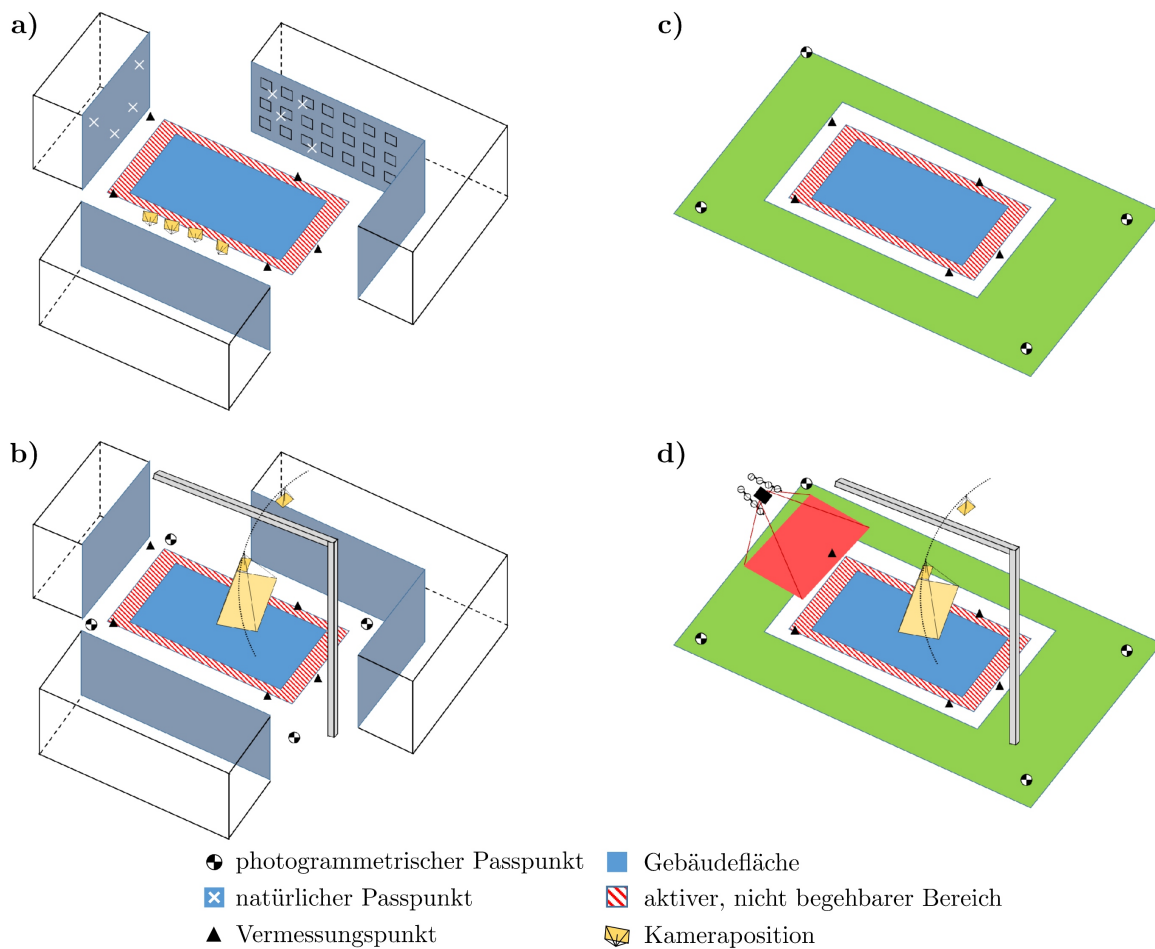 a)
c)
b)
d)
photogrammetrischer Passpunkt
Gebäudefläche
natürlicher Passpunkt
aktiver, nicht begehbarer Bereich
Vermessungspunkt
Kameraposition